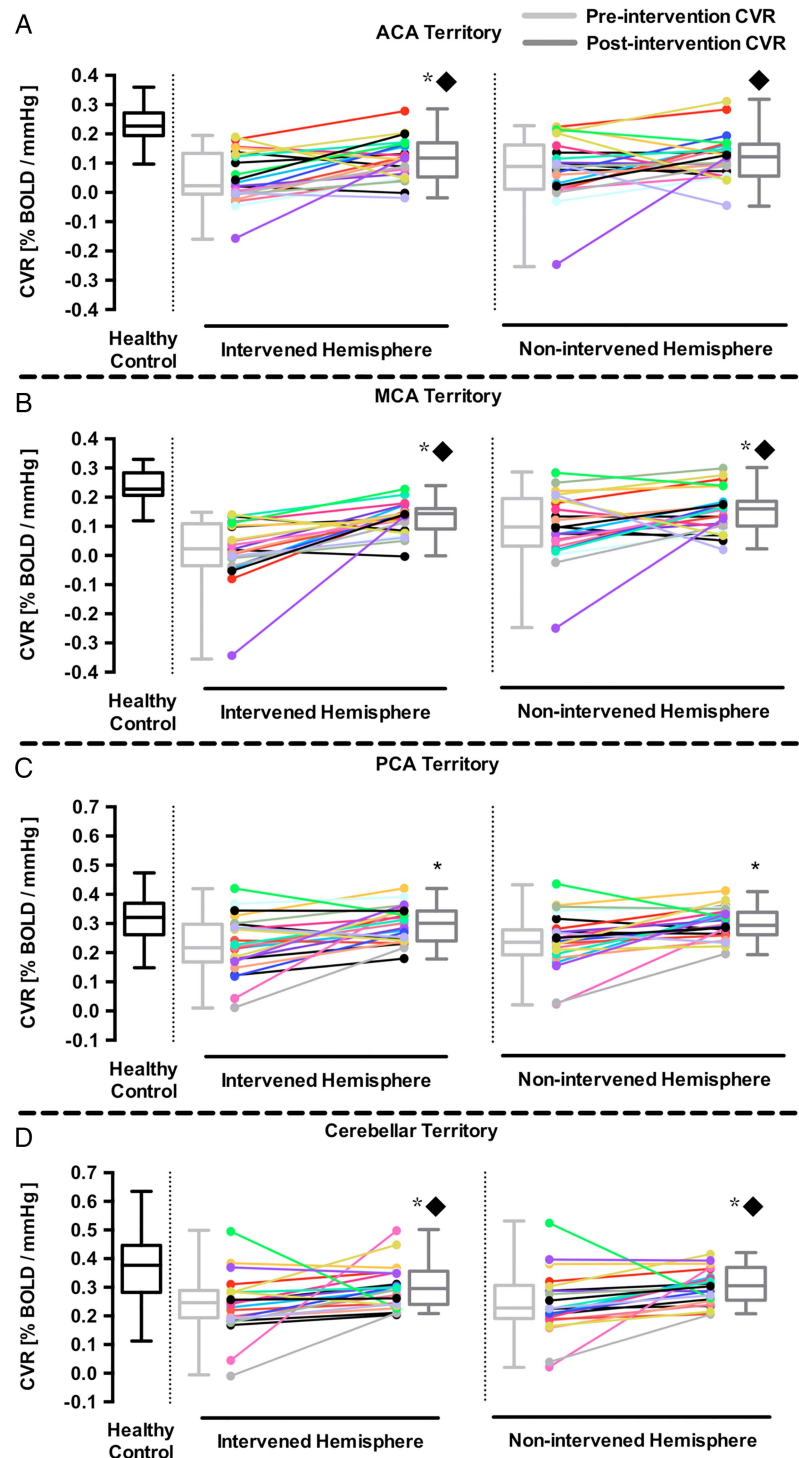 A
ACA Territory
Pre-intervention CVR
Post-intervention CVR
CVR [% BOLD / mmHg]
0.4
0.3
0.2
0.1
0.0
-0.1
-0.2
-0.3
-0.4
*
Healthy
Control
Intervened Hemisphere
Non-intervened Hemisphere
B
MCA Territory
CVR [% BOLD / mmHg]
0.4
0.3
0.2
0.1
0.0
-0.1
-0.2
-0.3
-0.4
*
*
Healthy
Control
Intervened Hemisphere
Non-intervened Hemisphere
C
PCA Territory
CVR [% BOLD / mmHg]
0.7
0.6
0.5
0.4
0.3
0.2
0.1
0.0
-0.1
*
*
Healthy
Control
Intervened Hemisphere
Non-intervened Hemisphere
D
Cerebellar Territory
CVR [% BOLD / mmHg]
0.7
0.6
0.5
0.4
0.3
0.2
0.1
0.0
-0.1
*
*
Healthy
Control
Intervened Hemisphere
Non-intervened Hemisphere